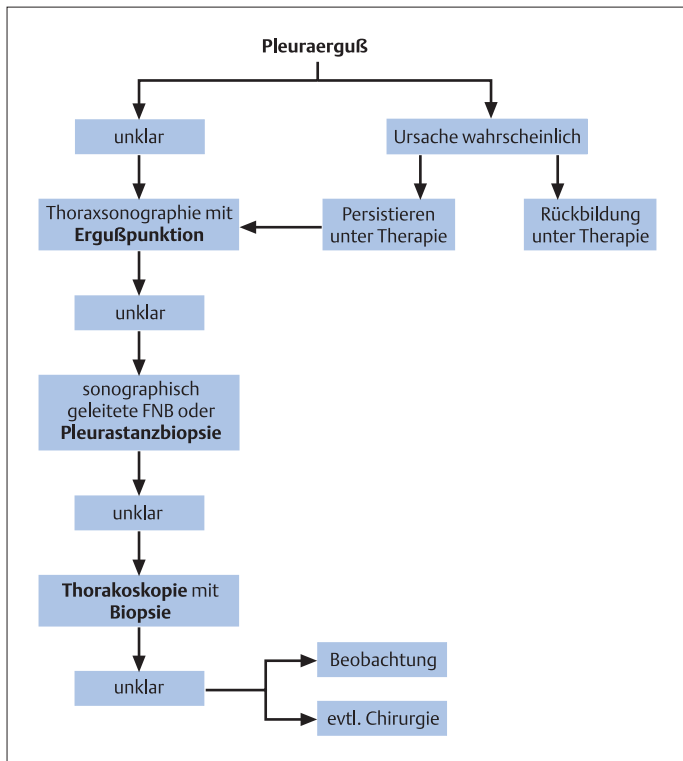 Pleuraerguß
unklar
Ursache wahrscheinlich
Thoraxsonographie mit
Ergußpunktion
Persistieren
unter Therapie
Rückbildung
unter Therapie
unklar
sonographisch
geleitete FNB oder
Pleurastanzbiopsie
unklar
Thorakoskopie mit
Biopsie
unklar
Beobachtung
evtl. Chirurgie